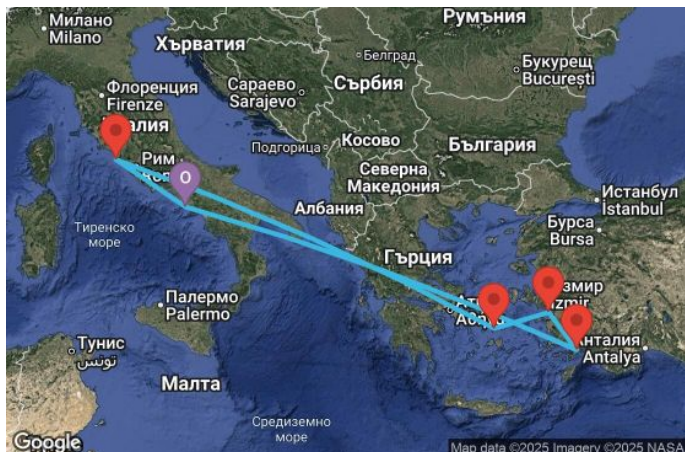 Милано
Milano
Румъния
Хърватия
Белград
Букурещ
București
Флоренция
Firenze
Сараево
Sarajevo
Сърбия
Подгорица
Косово
България
Рим
Северна
Македония
Истанбул
İstanbul
Албания
Бурса
Bursa
Тиренско
море
Гърция
Измир
İzmir
Палермо
Palermo
Анталия
Antalya
Тунис
تونس
Малта
Средиземно
море
Google
Map data ©2025 Imagery ©2025 NASA
O